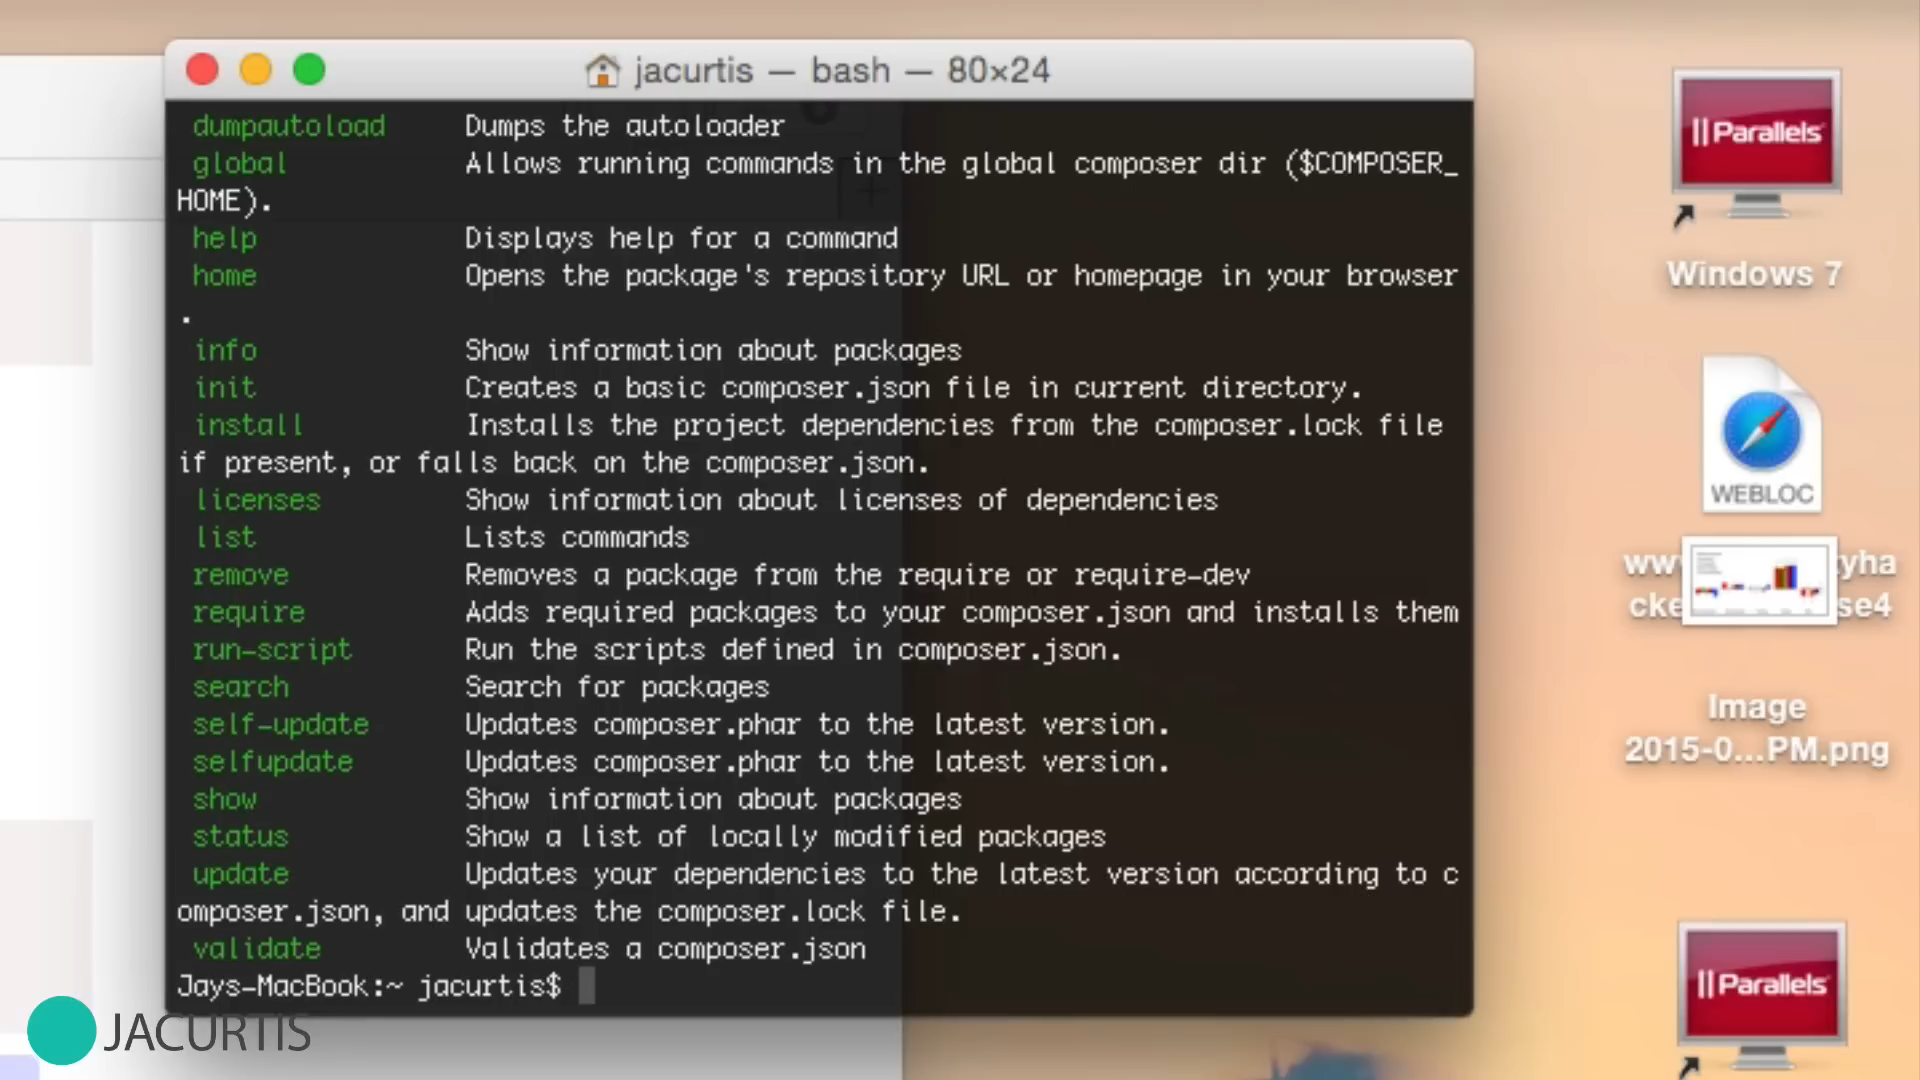 jacurtis — bash — 80×24
dumpautoload Dumps the autoloader
global Allows running commands in the global composer dir ($COMPOSER_
HOME).
help Displays help for a command
home Opens the package's repository URL or homepage in your browser
.
info Show information about packages
init Creates a basic composer.json file in current directory.
install Installs the project dependencies from the composer.lock file
if present, or falls back on the composer.json.
licenses Show information about licenses of dependencies
list Lists commands
remove Removes a package from the require or require-dev
require Adds required packages to your composer.json and installs them
run-script Run the scripts defined in composer.json.
search Search for packages
self-update Updates composer.phar to the latest version.
selfupdate Updates composer.phar to the latest version.
show Show information about packages
status Show a list of locally modified packages
update Updates your dependencies to the latest version according to c
omposer.json, and updates the composer.lock file.
validate Validates a composer.json
Jays-MacBook:~ jacurtis$
JACURTIS
Parallels
Windows 7
WEBLOC
Image
2015-0...PM.png
Parallels